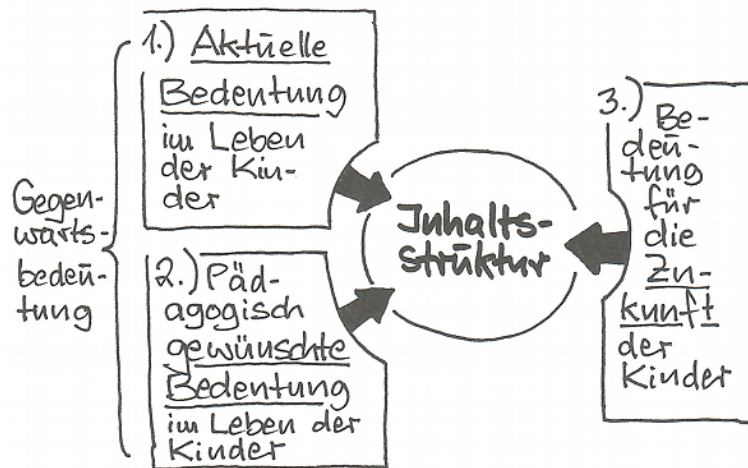 Gegen-
warts-
bedeu-
tung
1.) Aktuelle
Bedeutung
im Leben
der Kin-
der
2.) Päd-
agogisch
gewünschte
Bedeutung
im Leben der
Kinder
Inhalts-
struktur
3.) Be-
deu-
tung
für
die
Zu-
kunft
der
Kinder